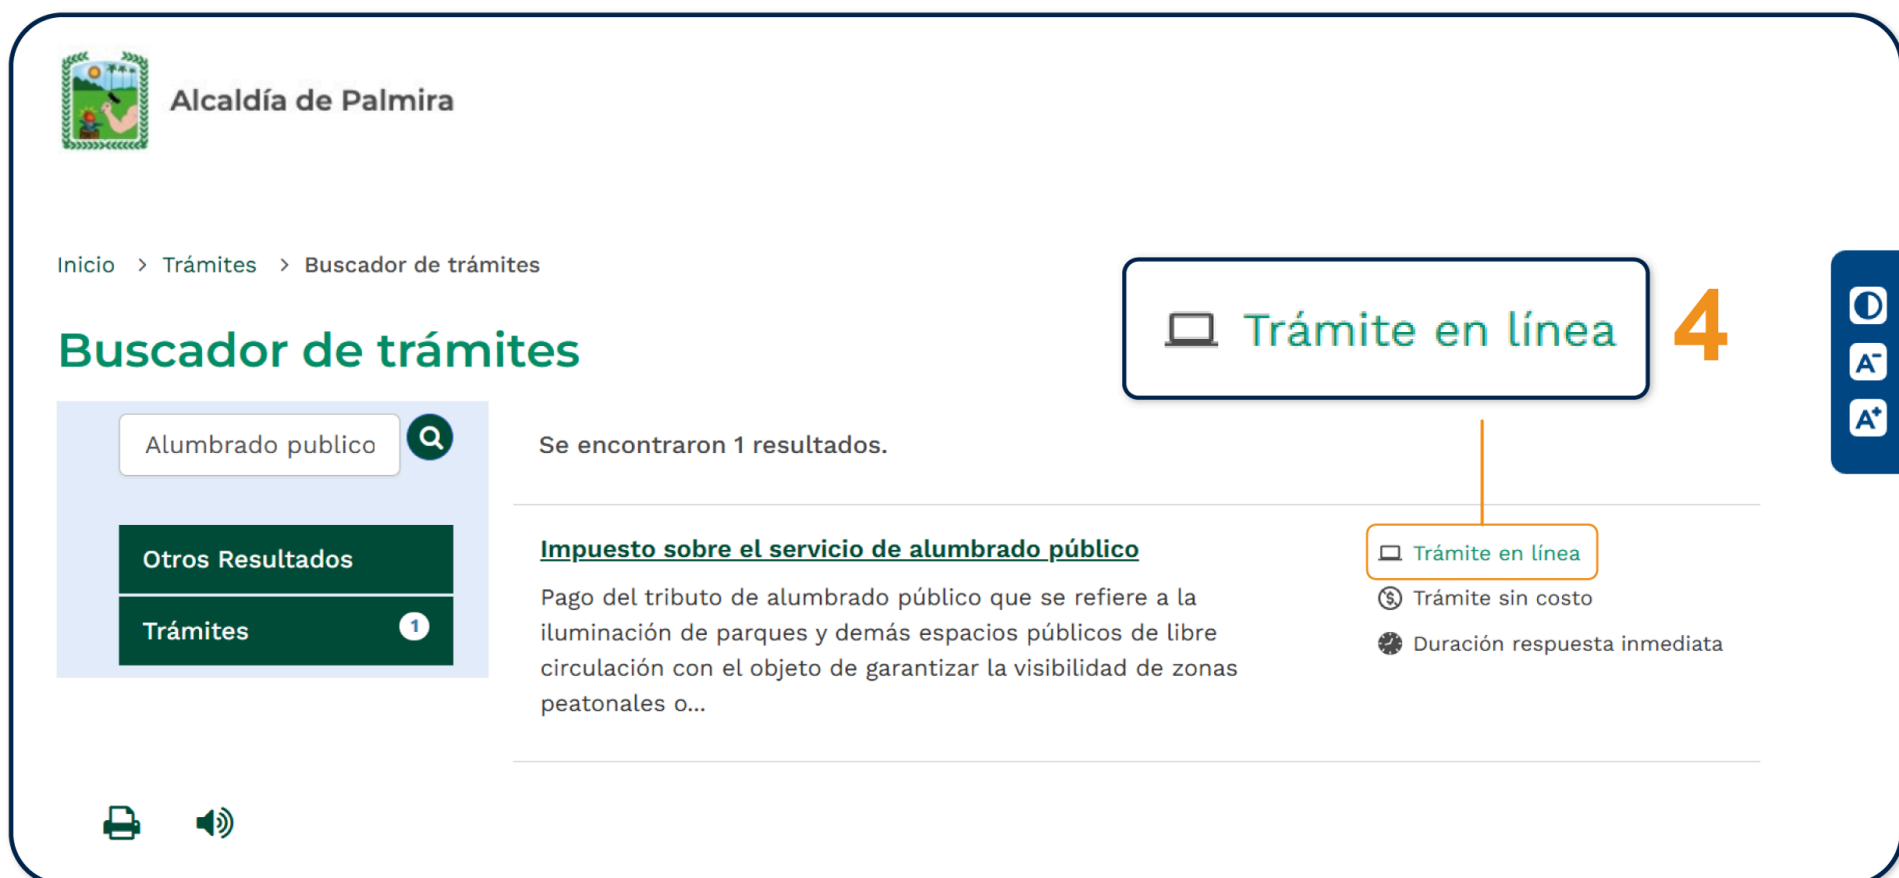 Alcaldía de Palmira
Inicio > Trámites > Buscador de trámites
Buscador de trámites
Trámite en línea
4
A-
A+
Alumbrado publico
Otros Resultados
Trámites 1
Se encontraron 1 resultados.
Impuesto sobre el servicio de alumbrado público
Pago del tributo de alumbrado público que se refiere a la
iluminación de parques y demás espacios públicos de libre
circulación con el objeto de garantizar la visibilidad de zonas
peatonales o...
Trámite en línea
Trámite sin costo
Duración respuesta inmediata